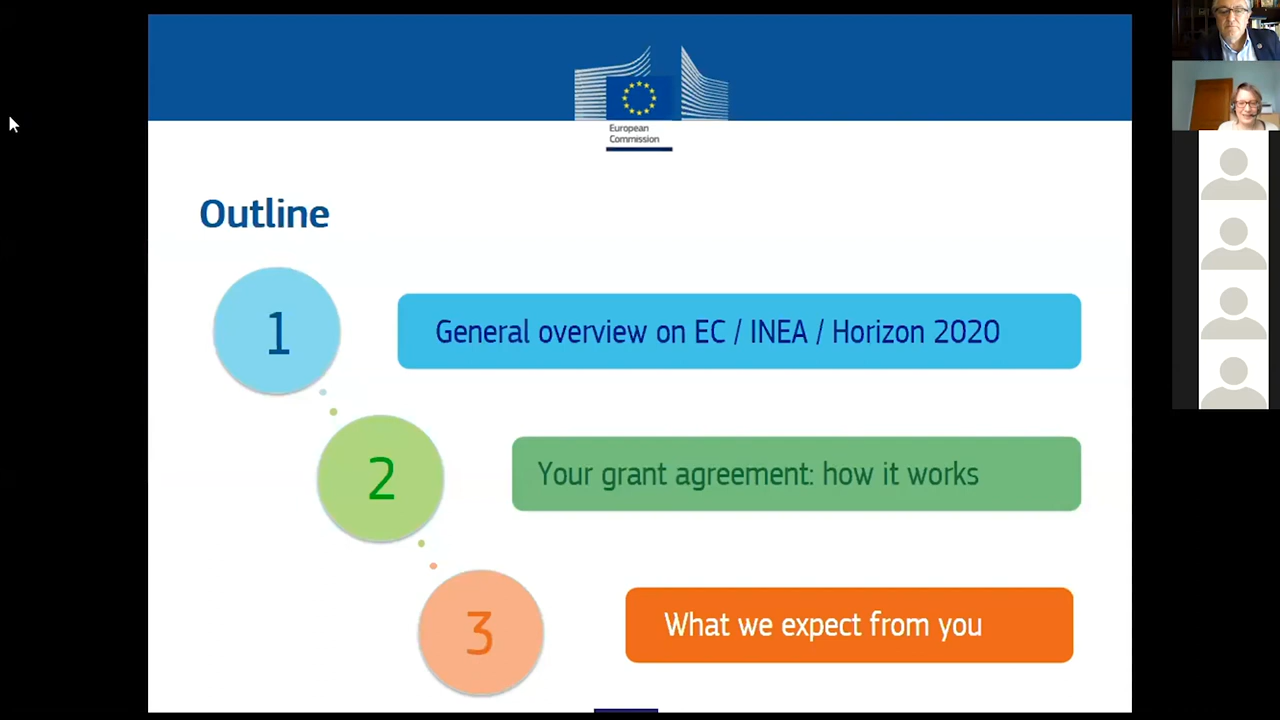 European
Commission
Outline
1
General overview on EC / INEA / Horizon 2020
2
Your grant agreement: how it works
3
What we expect from you